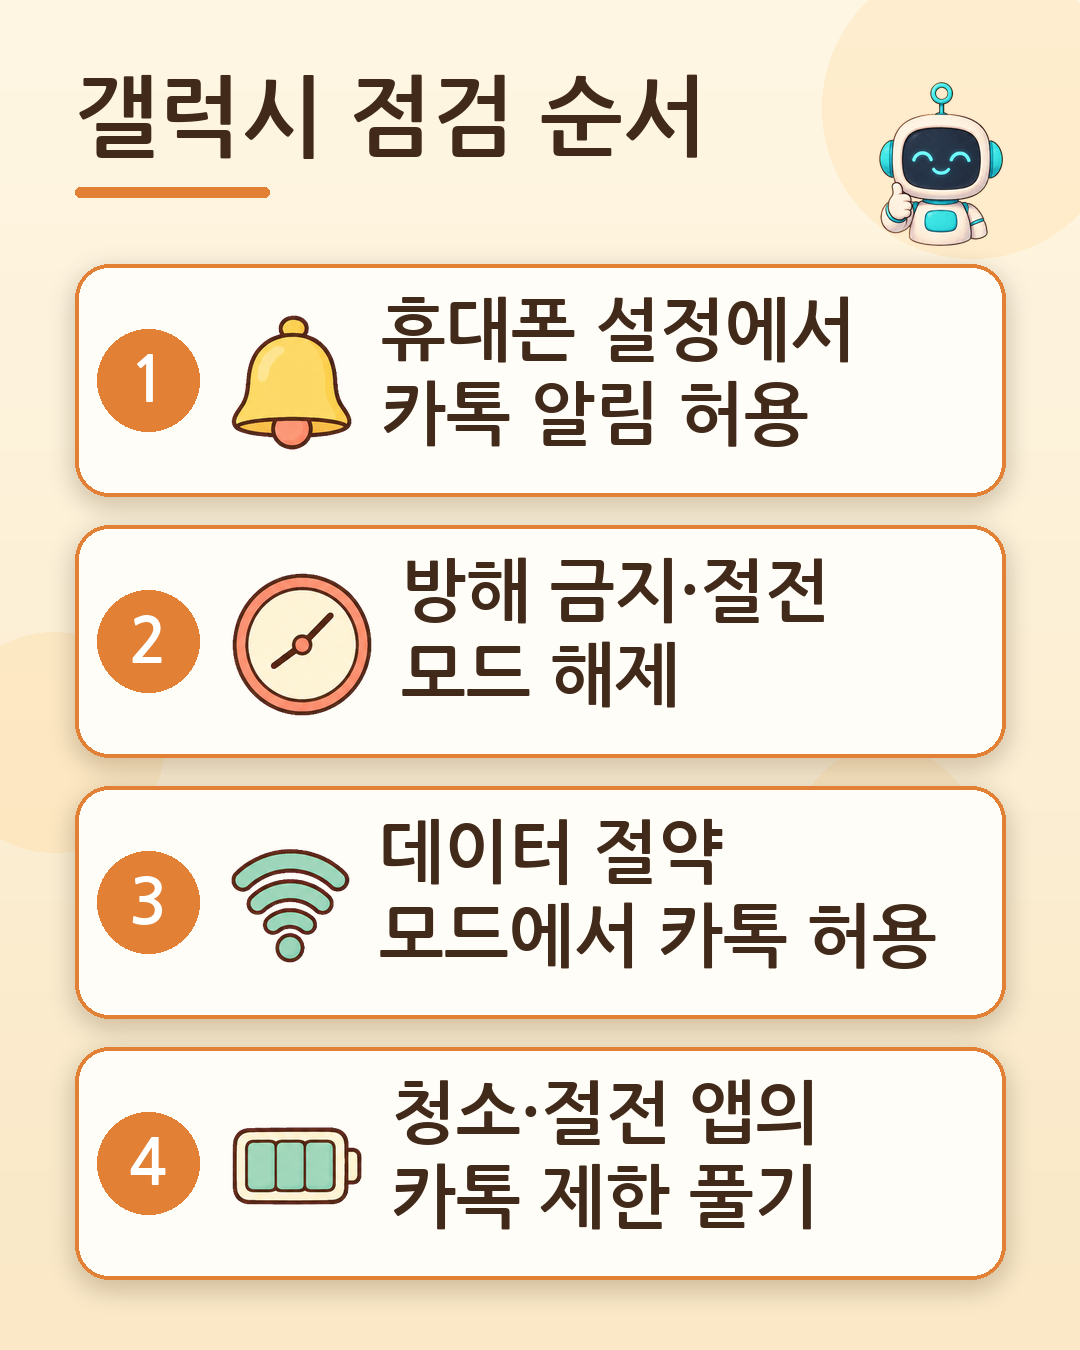 갤럭시 점검 순서
1
휴대폰 설정에서
카톡 알림 허용
2
방해 금지·절전
모드 해제
3
데이터 절약
모드에서 카톡 허용
4
청소·절전 앱의
카톡 제한 풀기